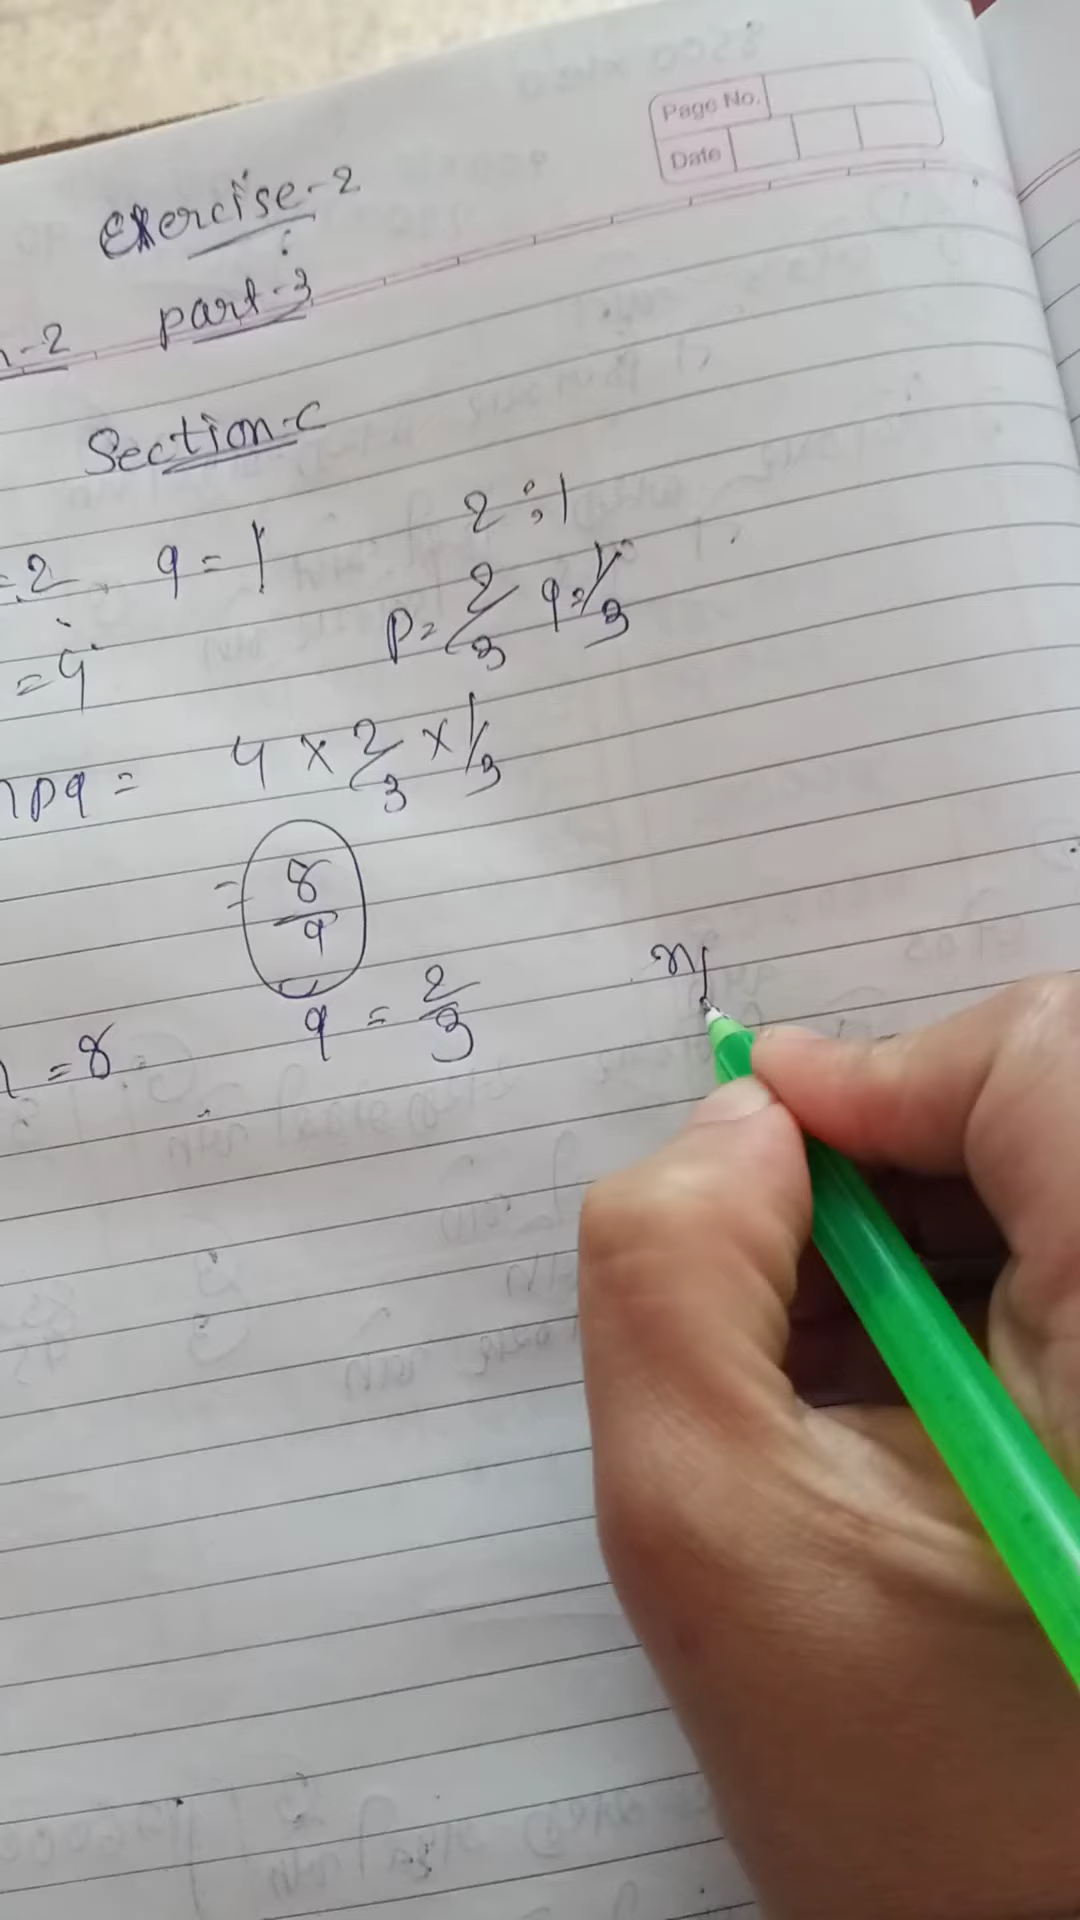 Page No.
Date
Exercise-2
n-2 part-3
Section-C
=2, q = 1 2:1
= 4 p=2/3 q=1/3
npq = 4 × 2/3 × 1/3
= 8/9
n = 8 q = 2/3 np